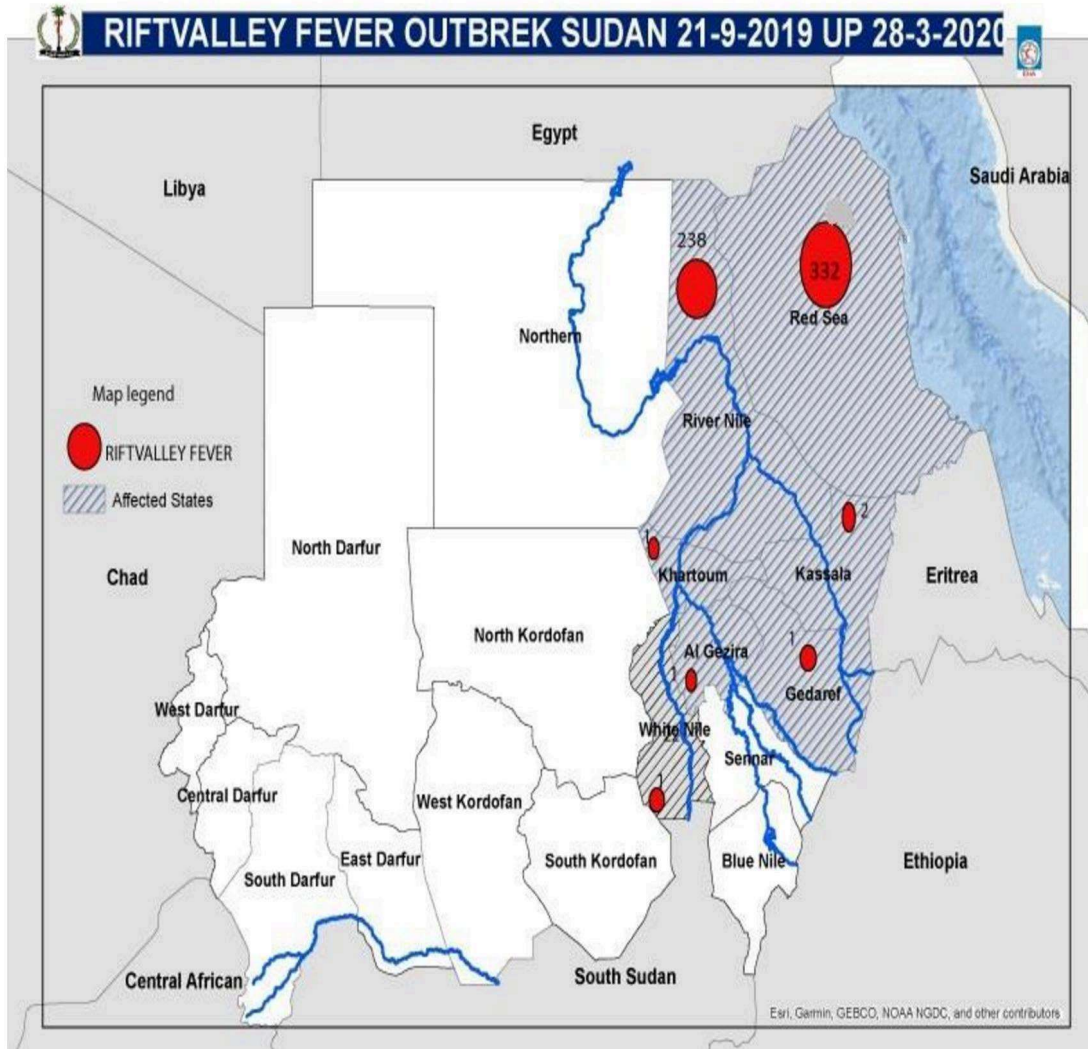 RIFTVALLEY FEVER OUTBREK SUDAN 21-9-2019 UP 28-3-2020
Egypt
Libya
Saudi Arabia
238
332
Red Sea
Northern
Map legend
River Nile
RIFTVALLEY FEVER
Affected States
2
1
North Darfur
Chad
Khartoum
Kassala
Eritrea
North Kordofan
1
Al Gezira
1
Gedaref
West Darfur
White Nile
Sennar
Central Darfur
1
West Kordofan
East Darfur
South Kordofan
Blue Nile
Ethiopia
South Darfur
Central African
South Sudan
Esri, Garmin, GEBCO, NOAA NGDC, and other contributors